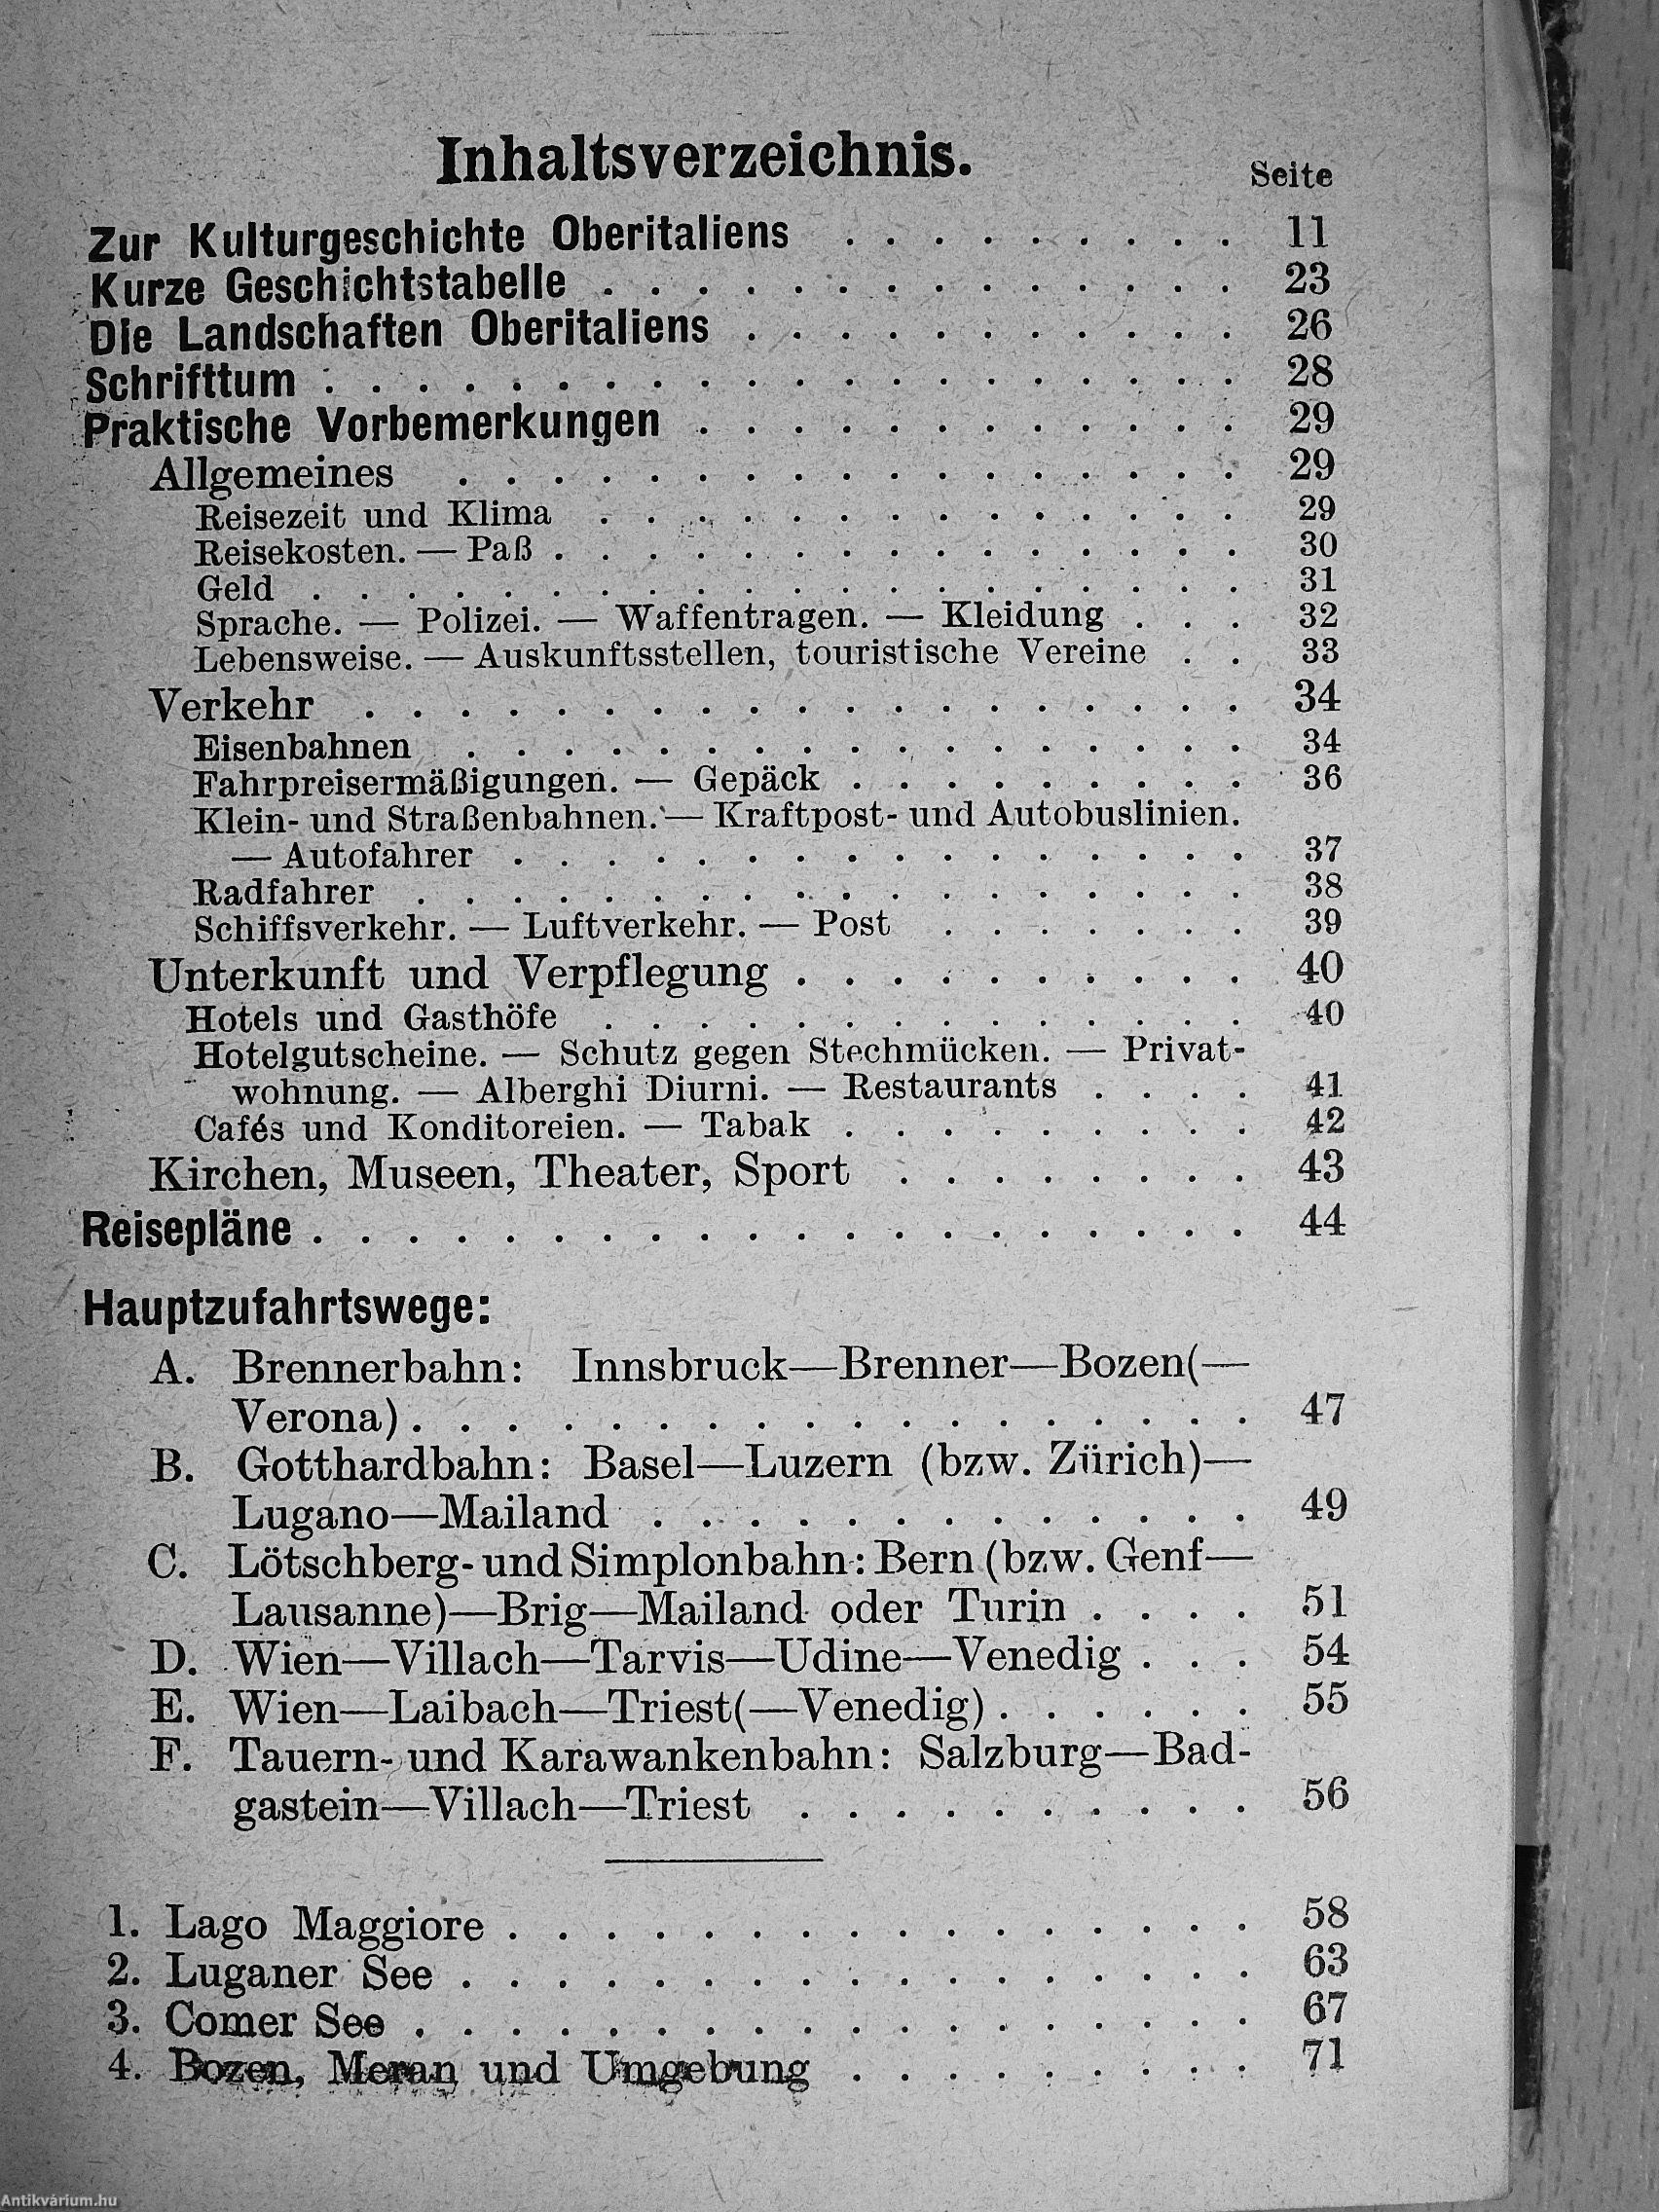 Inhaltsverzeichnis.
Seite
Zur Kulturgeschichte Oberitaliens . . . . . . . . . 11
Kurze Geschichtstabelle . . . . . . . . . . . . . . 23
Die Landschaften Oberitaliens . . . . . . . . . . . 26
Schrifttum . . . . . . . . . . . . . . . . . . . . 28
Praktische Vorbemerkungen . . . . . . . . . . . . 29
Allgemeines . . . . . . . . . . . . . . . . . 29
Reisezeit und Klima . . . . . . . . . . . . . . 29
Reisekosten. — Paß . . . . . . . . . . . . . . . 30
Geld . . . . . . . . . . . . . . . . . . . . 31
Sprache. — Polizei. — Waffentragen. — Kleidung . . . 32
Lebensweise. — Auskunftsstellen, touristische Vereine . . 33
Verkehr . . . . . . . . . . . . . . . . . . . 34
Eisenbahnen . . . . . . . . . . . . . . . . . 34
Fahrpreisermäßigungen. — Gepäck . . . . . . . . . 36
Klein- und Straßenbahnen. — Kraftpost- und Autobuslinien.
— Autofahrer . . . . . . . . . . . . . . . . 37
Radfahrer . . . . . . . . . . . . . . . . . . 38
Schiffsverkehr. — Luftverkehr. — Post . . . . . . . 39
Unterkunft und Verpflegung . . . . . . . . . . 40
Hotels und Gasthöfe . . . . . . . . . . . . . . 40
Hotelgutscheine. — Schutz gegen Stechmücken. — Privat-
wohnung. — Alberghi Diurni. — Restaurants . . . . 41
Cafés und Konditoreien. — Tabak . . . . . . . . . 42
Kirchen, Museen, Theater, Sport . . . . . . . . 43
Reisepläne . . . . . . . . . . . . . . . . . . . . 44
Hauptzufahrtswege:
A. Brennerbahn: Innsbruck—Brenner—Bozen(—
Verona) . . . . . . . . . . . . . . . . . . 47
B. Gotthardbahn: Basel—Luzern (bzw. Zürich)—
Lugano—Mailand . . . . . . . . . . . . . 49
C. Lötschberg- und Simplonbahn: Bern (bzw. Genf—
Lausanne)—Brig—Mailand oder Turin . . . . 51
D. Wien—Villach—Tarvis—Udine—Venedig . . . 54
E. Wien—Laibach—Triest(—Venedig) . . . . . . 55
F. Tauern- und Karawankenbahn: Salzburg—Bad-
gastein—Villach—Triest . . . . . . . . . . 56
1. Lago Maggiore . . . . . . . . . . . . . . . . 58
2. Luganer See . . . . . . . . . . . . . . . . . 63
3. Comer See . . . . . . . . . . . . . . . . . . 67
4. Bozen, Meran und Umgebung . . . . . . . . . 71
Antikvárium.hu